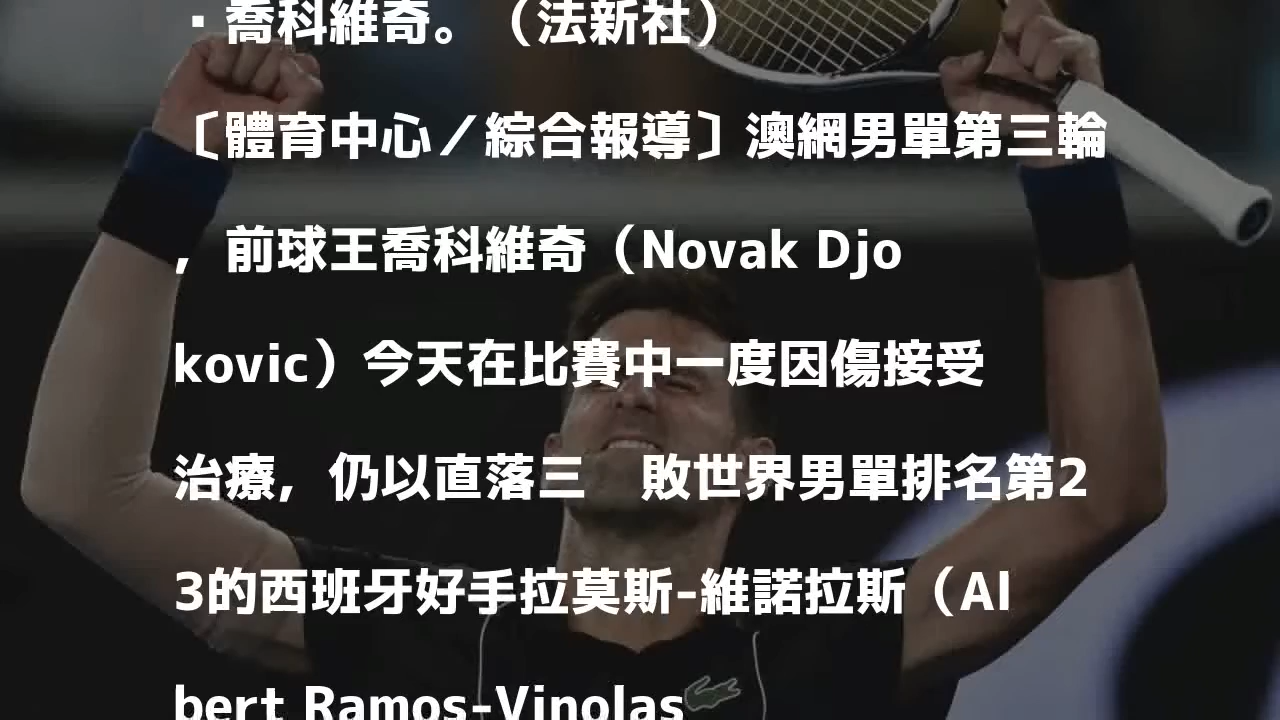 ▪喬科維奇。（法新社）
〔體育中心／綜合報導〕澳網男單第三輪
，前球王喬科維奇（Novak Djo
kovic）今天在比賽中一度因傷接受
治療，仍以直落三　敗世界男單排名第2
3的西班牙好手拉莫斯-維諾拉斯（Al
bert Ramos-Vinolas